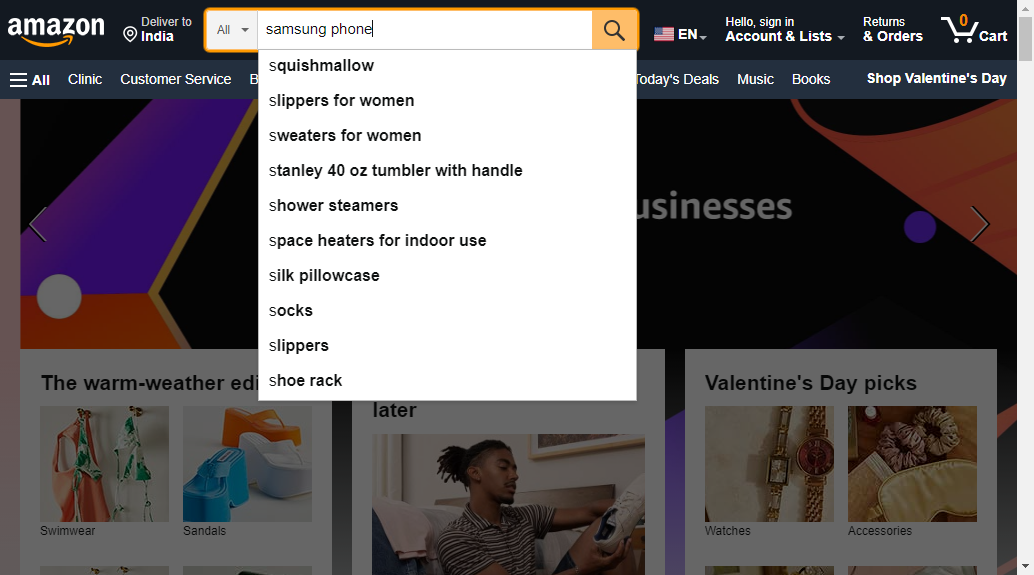 amazon
Deliver to
India
All
samsung phone
EN
Hello, sign in
Account & Lists
Returns
& Orders
0
Cart
All
Clinic
Customer Service
B
Today's Deals
Music
Books
Shop Valentine's Day
squishmallow
slippers for women
sweaters for women
stanley 40 oz tumbler with handle
shower steamers
space heaters for indoor use
silk pillowcase
socks
slippers
shoe rack
usinesses
The warm-weather edi
later
Valentine's Day picks
Swimwear
Sandals
Watches
Accessories